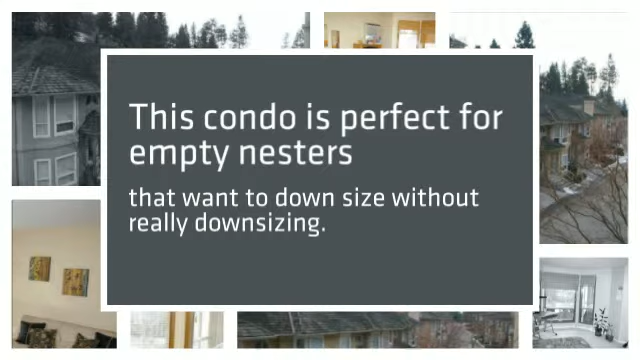 This condo is perfect for
empty nesters
that want to down size without
really downsizing.